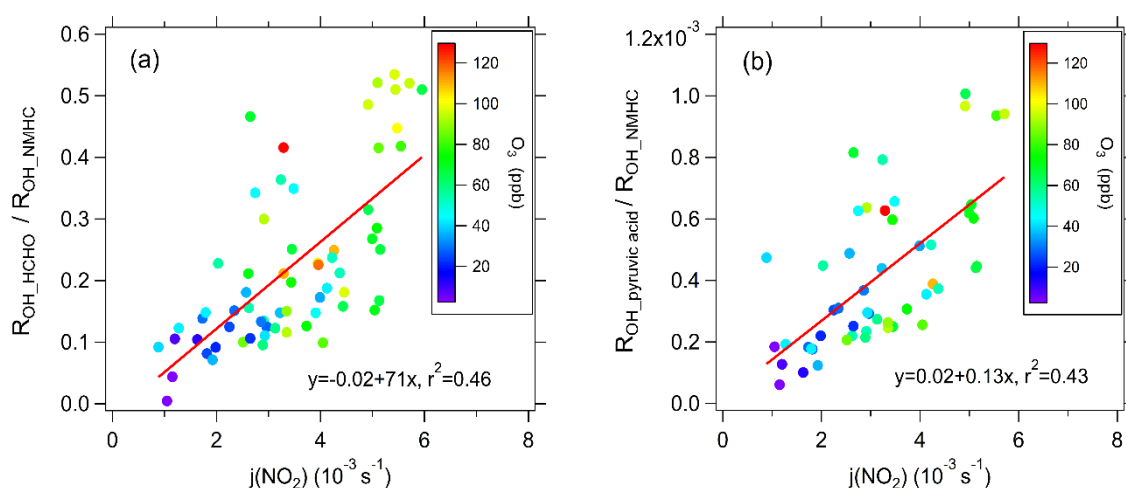 (a)
0.6
0.5
0.4
0.3
0.2
0.1
0.0
R_OH_HCHO / R_OH_NMHC
0 2 4 6 8
j(NO₂) (10⁻³ s⁻¹)
120
100
80
60
40
20
O₃ (ppb)
y=-0.02+71x, r²=0.46
(b)
1.2x10⁻³
1.0
0.8
0.6
0.4
0.2
0.0
R_OH_pyruvic acid / R_OH_NMHC
0 2 4 6 8
j(NO₂) (10⁻³ s⁻¹)
120
100
80
60
40
20
O₃ (ppb)
y=0.02+0.13x, r²=0.43